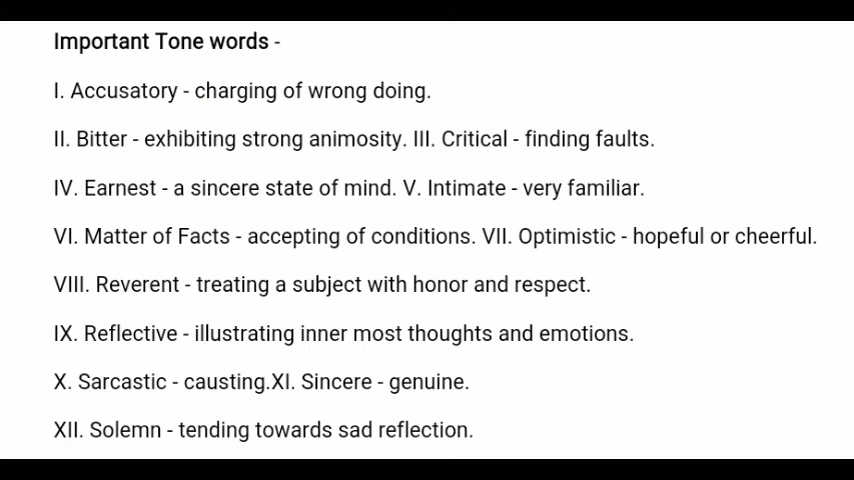 Important Tone words -
I. Accusatory - charging of wrong doing.
II. Bitter - exhibiting strong animosity. III. Critical - finding faults.
IV. Earnest - a sincere state of mind. V. Intimate - very familiar.
VI. Matter of Facts - accepting of conditions. VII. Optimistic - hopeful or cheerful.
VIII. Reverent - treating a subject with honor and respect.
IX. Reflective - illustrating inner most thoughts and emotions.
X. Sarcastic - causting.XI. Sincere - genuine.
XII. Solemn - tending towards sad reflection.